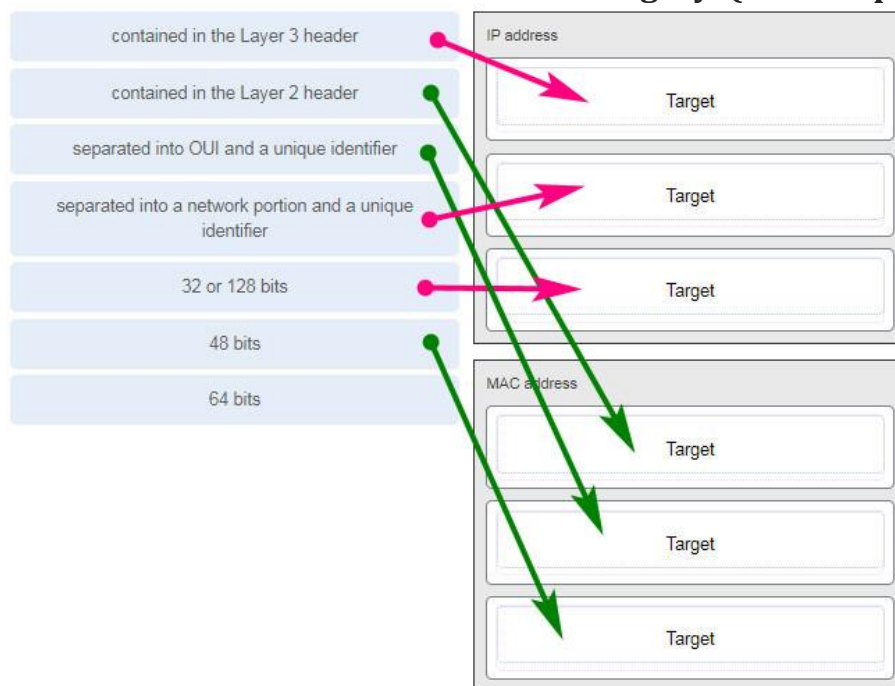 contained in the Layer 3 header
contained in the Layer 2 header
separated into OUI and a unique identifier
separated into a network portion and a unique
identifier
32 or 128 bits
48 bits
64 bits
IP address
Target
Target
Target
MAC address
Target
Target
Target